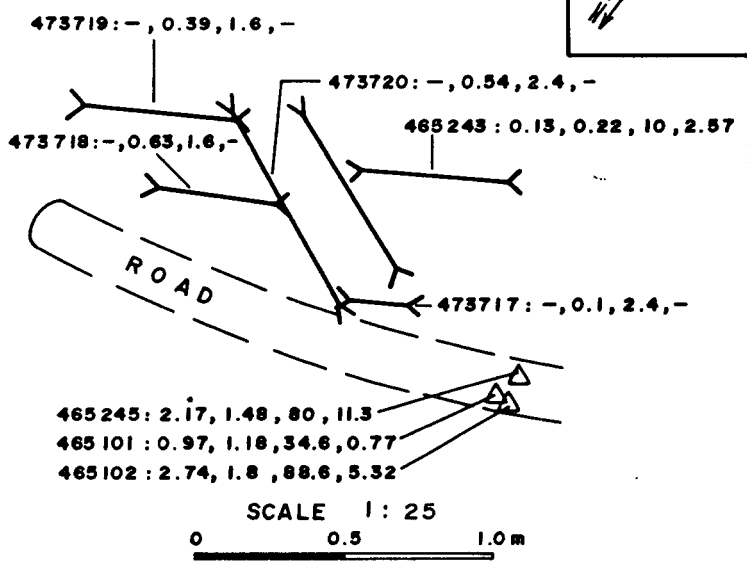 473719: -, 0.39, 1.6, -
473720: -, 0.54, 2.4, -
465243: 0.13, 0.22, 10, 2.57
473718:-,0.63,1.6,-
ROAD
473717: -, 0.1, 2.4, -
465245: 2.17, 1.48, 80, 11.3
465101: 0.97, 1.18, 34.6, 0.77
465102: 2.74, 1.8, 88.6, 5.32
SCALE 1: 25
0 0.5 1.0 m